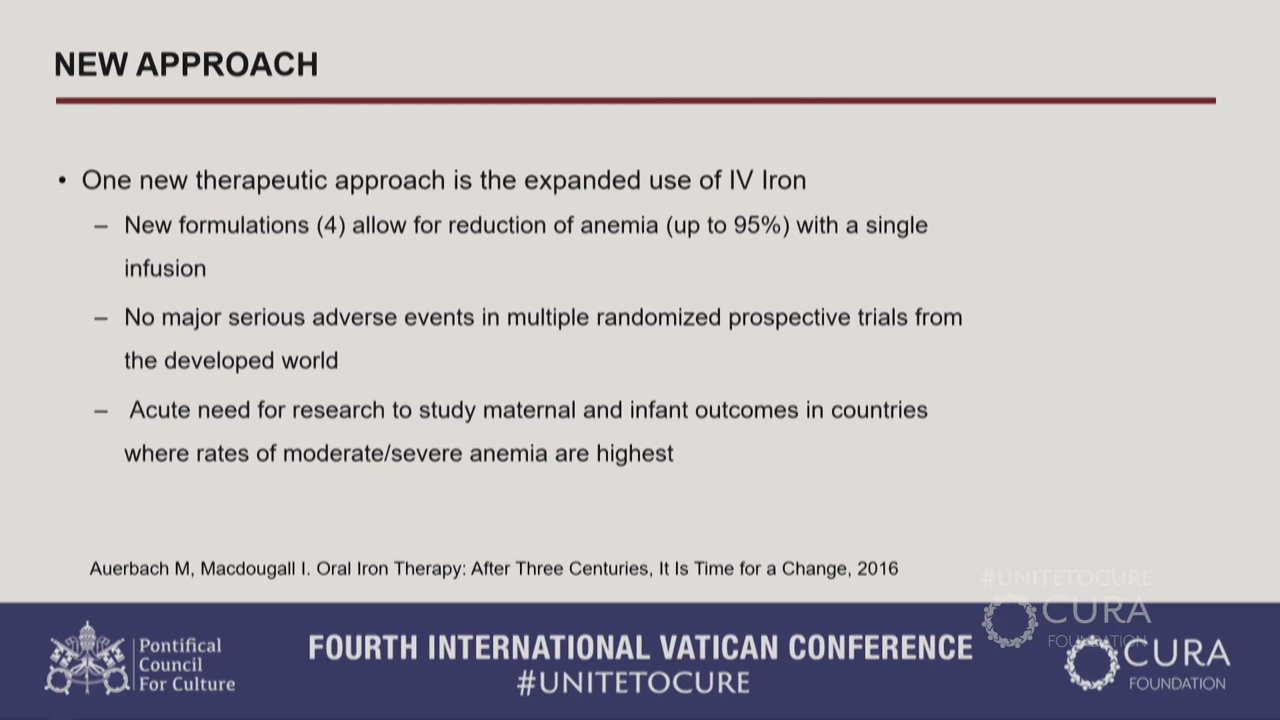 NEW APPROACH
• One new therapeutic approach is the expanded use of IV Iron
– New formulations (4) allow for reduction of anemia (up to 95%) with a single
infusion
– No major serious adverse events in multiple randomized prospective trials from
the developed world
– Acute need for research to study maternal and infant outcomes in countries
where rates of moderate/severe anemia are highest
Auerbach M, Macdougall I. Oral Iron Therapy: After Three Centuries, It Is Time for a Change, 2016
#UNITETOCURE
CURA
FOUNDATION
Pontifical
Council
For Culture
FOURTH INTERNATIONAL VATICAN CONFERENCE
#UNITETOCURE
CURA
FOUNDATION